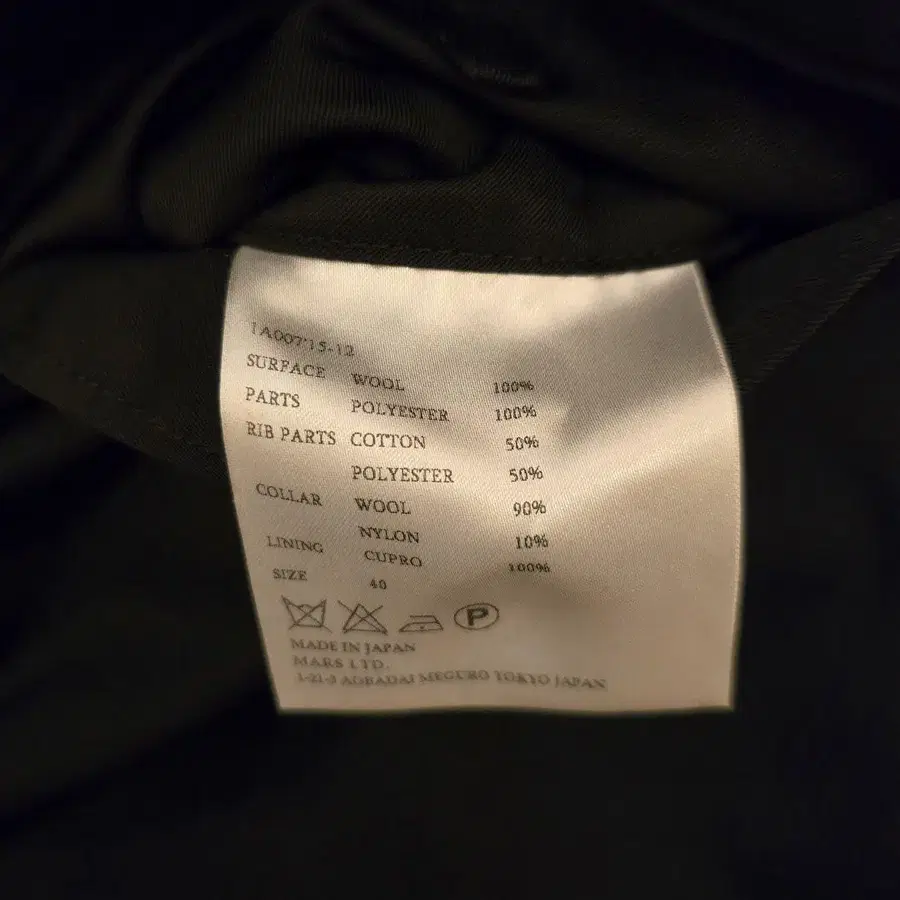 1A00715-12
SURFACE WOOL 100%
PARTS POLYESTER 100%
RIB PARTS COTTON 50%
POLYESTER 50%
COLLAR WOOL 90%
NYLON 10%
LINING CUPRO 100%
SIZE 40
P
MADE IN JAPAN
MARS LTD.
1-21-3 AOBADAI MEGURO TOKYO JAPAN